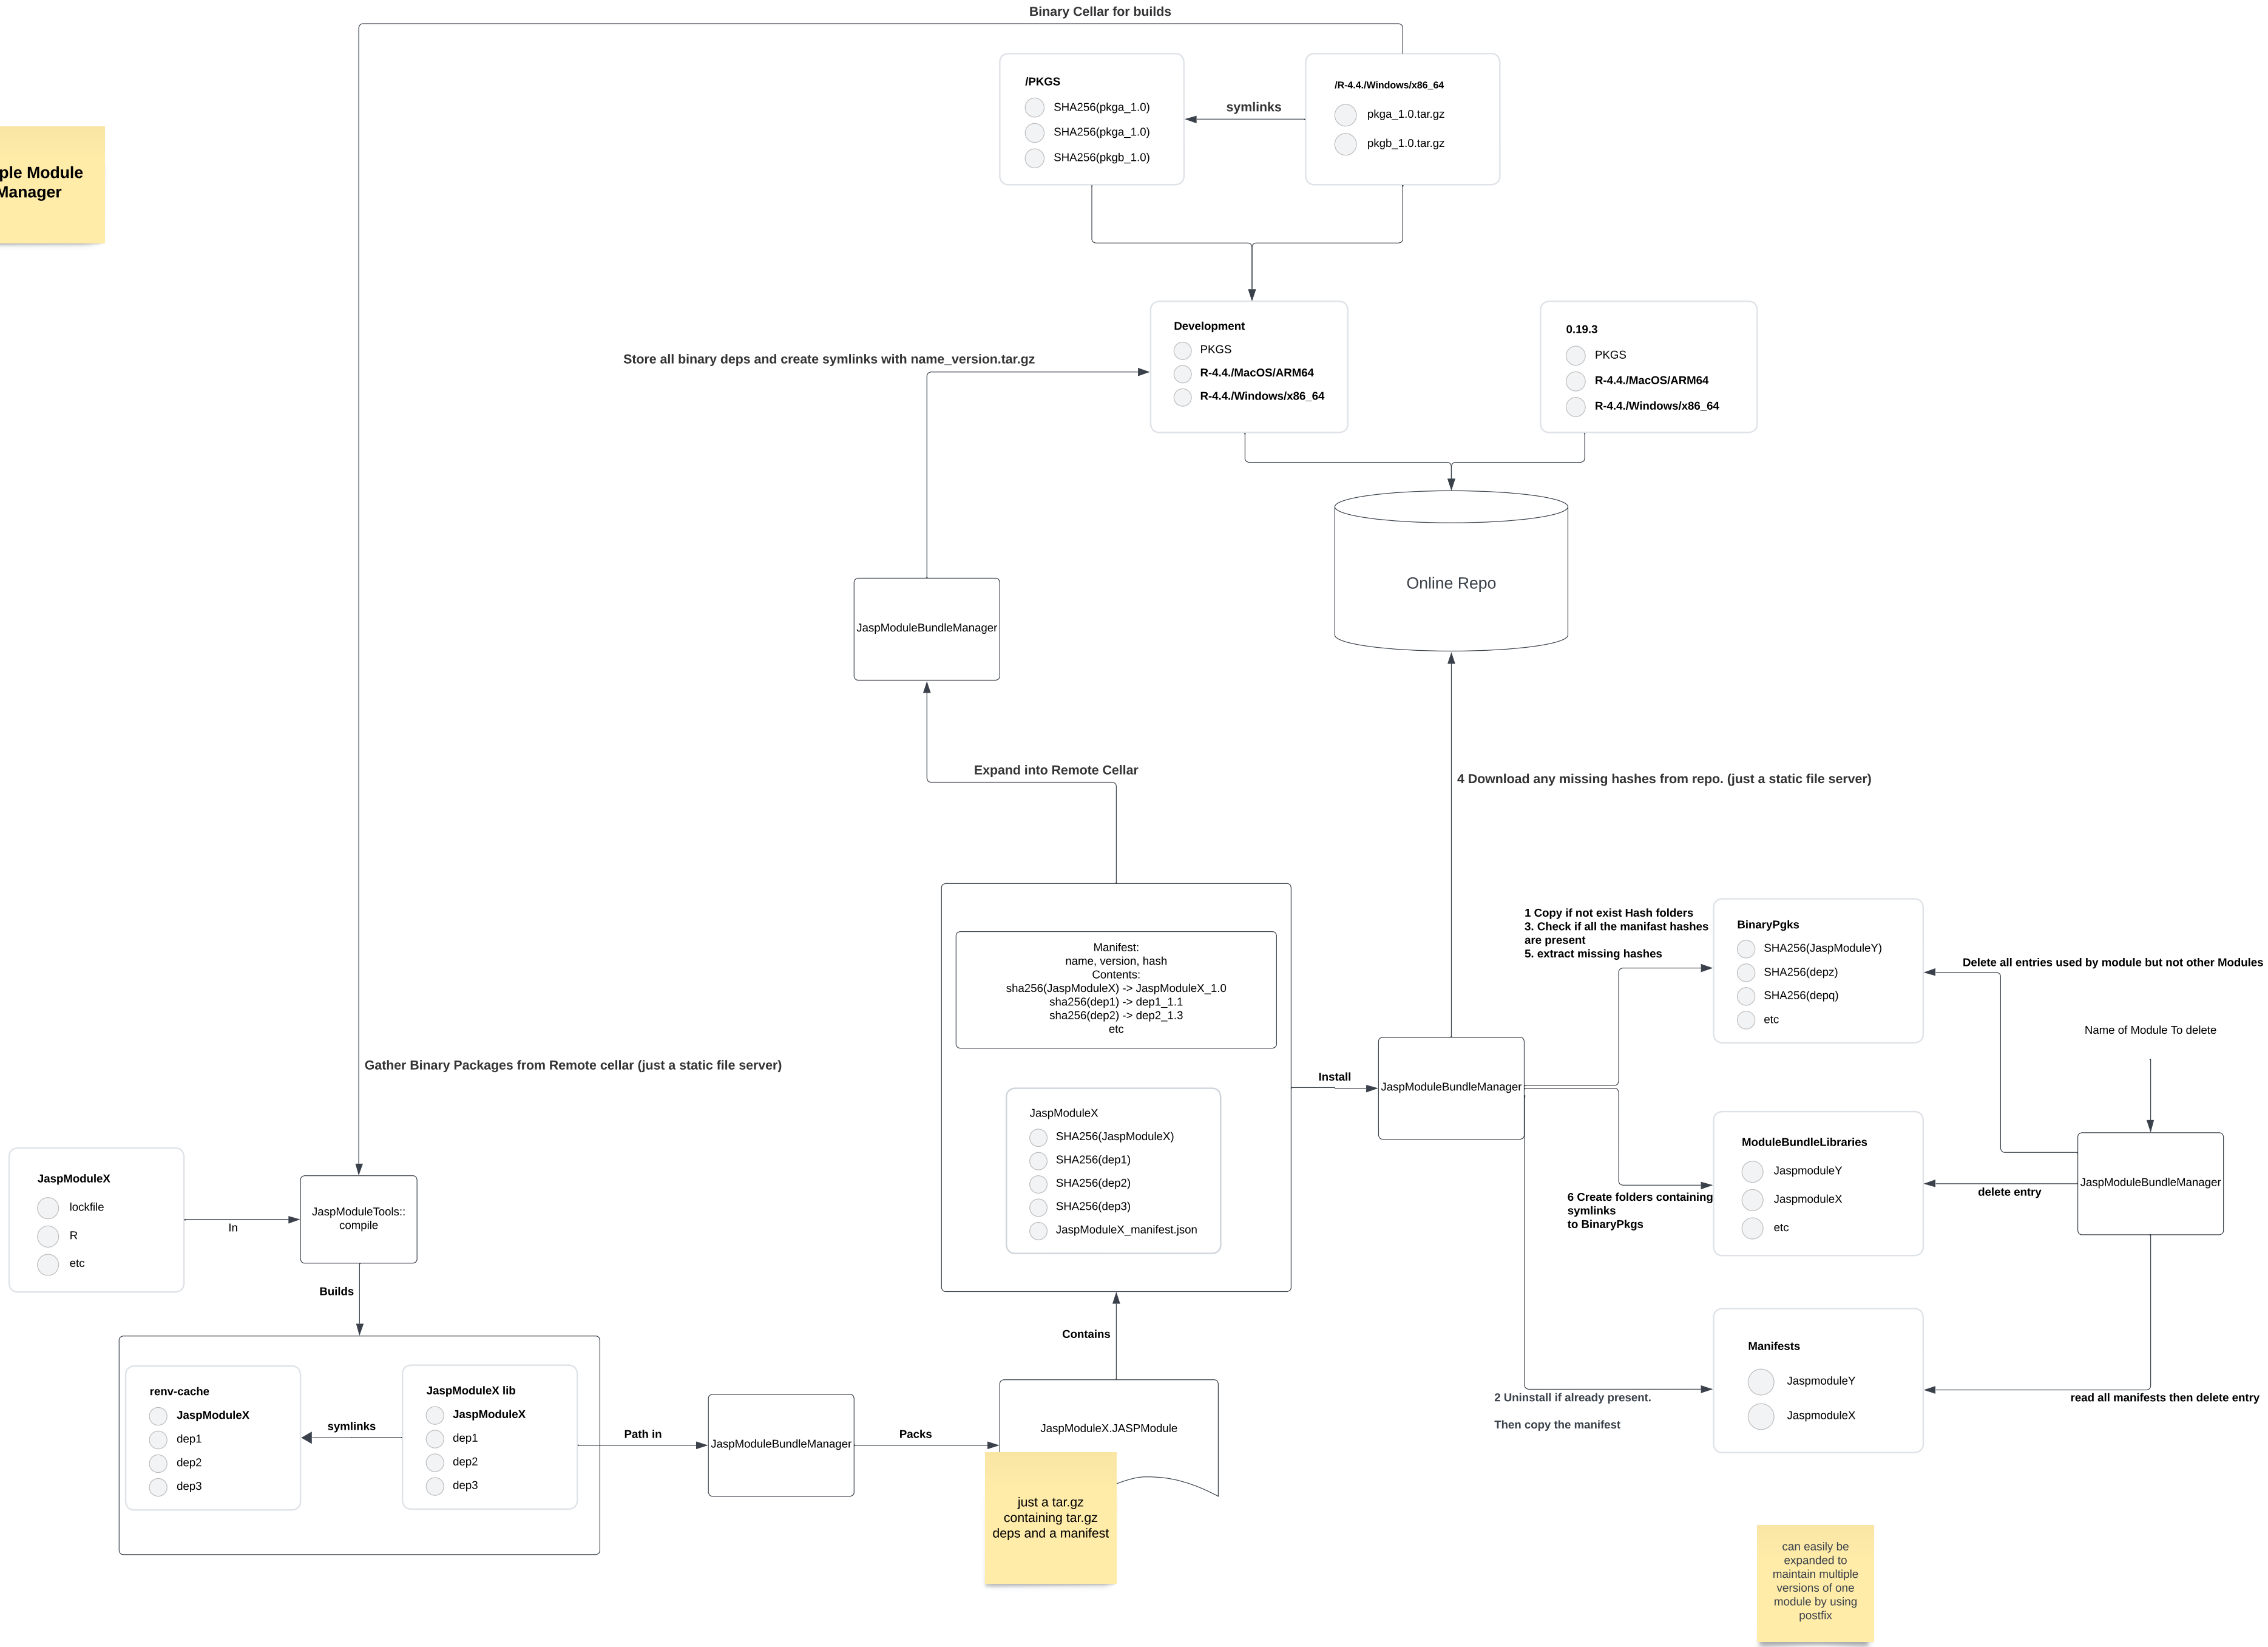 Binary Cellar for builds
/PKGS
SHA256(pkga_1.0)
SHA256(pkga_1.0)
SHA256(pkgb_1.0)
symlinks
/R-4.4./Windows/x86_64
pkga_1.0.tar.gz
pkgb_1.0.tar.gz
ple Module
Manager
Development
PKGS
R-4.4./MacOS/ARM64
R-4.4./Windows/x86_64
0.19.3
PKGS
R-4.4./MacOS/ARM64
R-4.4./Windows/x86_64
Store all binary deps and create symlinks with name_version.tar.gz
Online Repo
JaspModuleBundleManager
Expand into Remote Cellar
4 Download any missing hashes from repo. (just a static file server)
Manifest:
name, version, hash
Contents:
sha256(JaspModuleX) -> JaspModuleX_1.0
sha256(dep1) -> dep1_1.1
sha256(dep2) -> dep2_1.3
etc
JaspModuleX
SHA256(JaspModuleX)
SHA256(dep1)
SHA256(dep2)
SHA256(dep3)
JaspModuleX_manifest.json
Install
JaspModuleBundleManager
1 Copy if not exist Hash folders
3. Check if all the manifast hashes
are present
5. extract missing hashes
BinaryPgks
SHA256(JaspModuleY)
SHA256(depz)
SHA256(depq)
etc
Delete all entries used by module but not other Modules
Name of Module To delete
JaspModuleBundleManager
ModuleBundleLibraries
JaspmoduleY
JaspmoduleX
etc
delete entry
6 Create folders containing
symlinks
to BinaryPkgs
Manifests
JaspmoduleY
JaspmoduleX
2 Uninstall if already present.
Then copy the manifest
read all manifests then delete entry
Gather Binary Packages from Remote cellar (just a static file server)
JaspModuleX
lockfile
R
etc
In
JaspModuleTools::
compile
Builds
renv-cache
JaspModuleX
dep1
dep2
dep3
symlinks
JaspModuleX lib
JaspModuleX
dep1
dep2
dep3
Path in
JaspModuleBundleManager
Packs
Contains
JaspModuleX.JASPModule
just a tar.gz
containing tar.gz
deps and a manifest
can easily be
expanded to
maintain multiple
versions of one
module by using
postfix